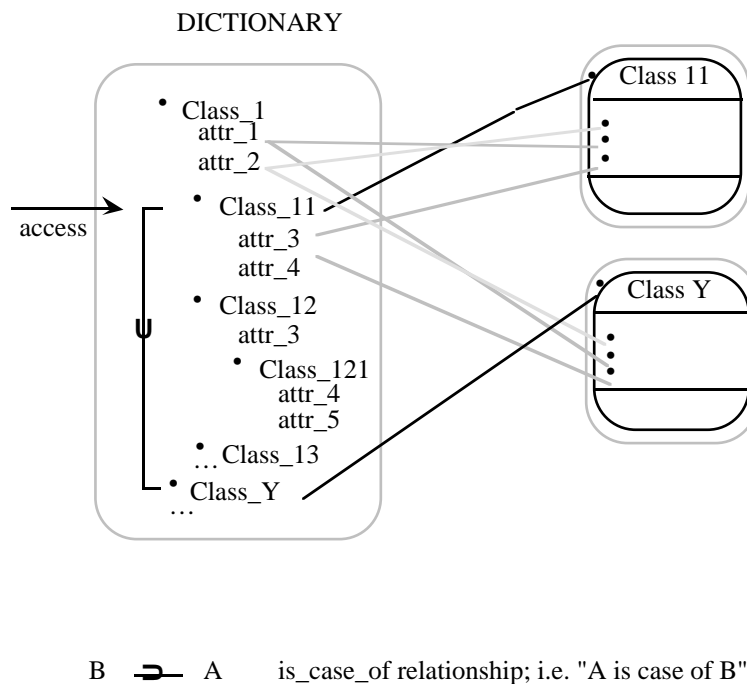 DICTIONARY
Class_1
attr_1
attr_2
access
Class_11
attr_3
attr_4
Class_12
attr_3
Class_121
attr_4
attr_5
... Class_13
Class_Y
...
Class 11
Class Y
B A is_case_of relationship; i.e. "A is case of B"